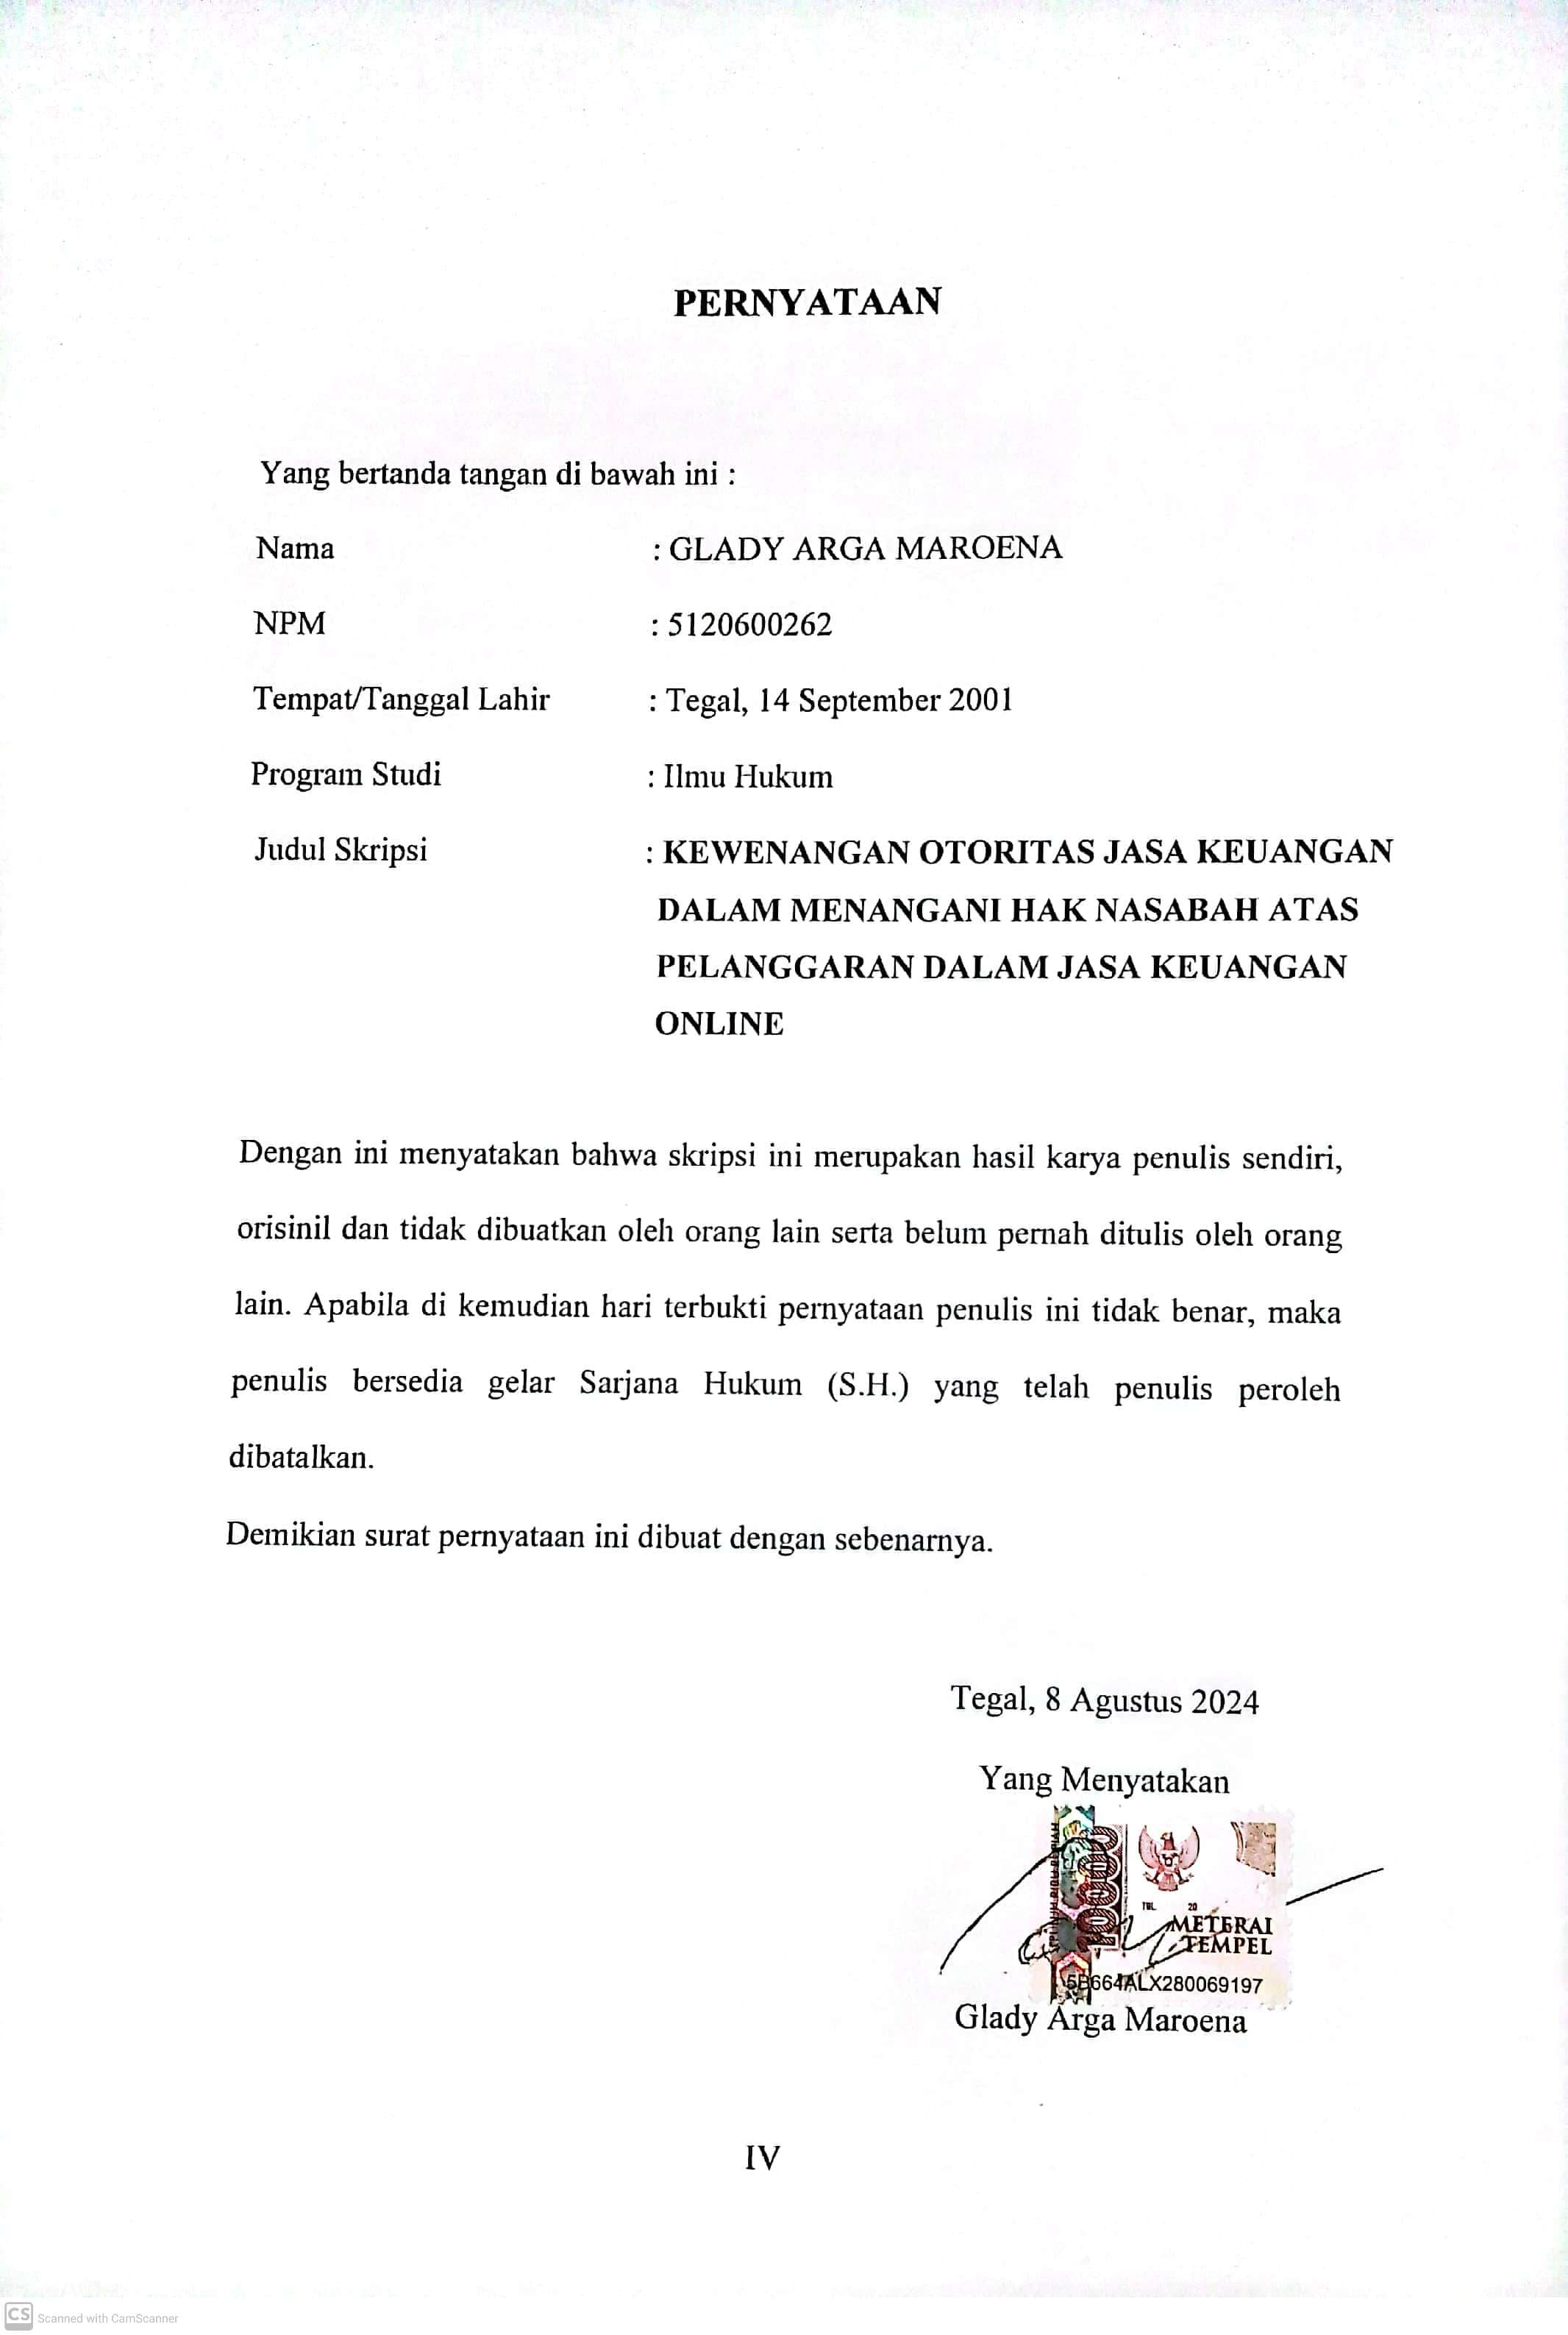 PERNYATAAN
Yang bertanda tangan di bawah ini :
Nama : GLADY ARGA MAROENA
NPM : 5120600262
Tempat/Tanggal Lahir : Tegal, 14 September 2001
Program Studi : Ilmu Hukum
Judul Skripsi : KEWENANGAN OTORITAS JASA KEUANGAN
DALAM MENANGANI HAK NASABAH ATAS
PELANGGARAN DALAM JASA KEUANGAN
ONLINE
Dengan ini menyatakan bahwa skripsi ini merupakan hasil karya penulis sendiri,
orisinil dan tidak dibuatkan oleh orang lain serta belum pernah ditulis oleh orang
lain. Apabila di kemudian hari terbukti pernyataan penulis ini tidak benar, maka
penulis bersedia gelar Sarjana Hukum (S.H.) yang telah penulis peroleh
dibatalkan.
Demikian surat pernyataan ini dibuat dengan sebenarnya.
Tegal, 8 Agustus 2024
Yang Menyatakan
10000
TGL. 20
METERAI
TEMPEL
5B664ALX280069197
Glady Arga Maroena
IV
CS Scanned with CamScanner